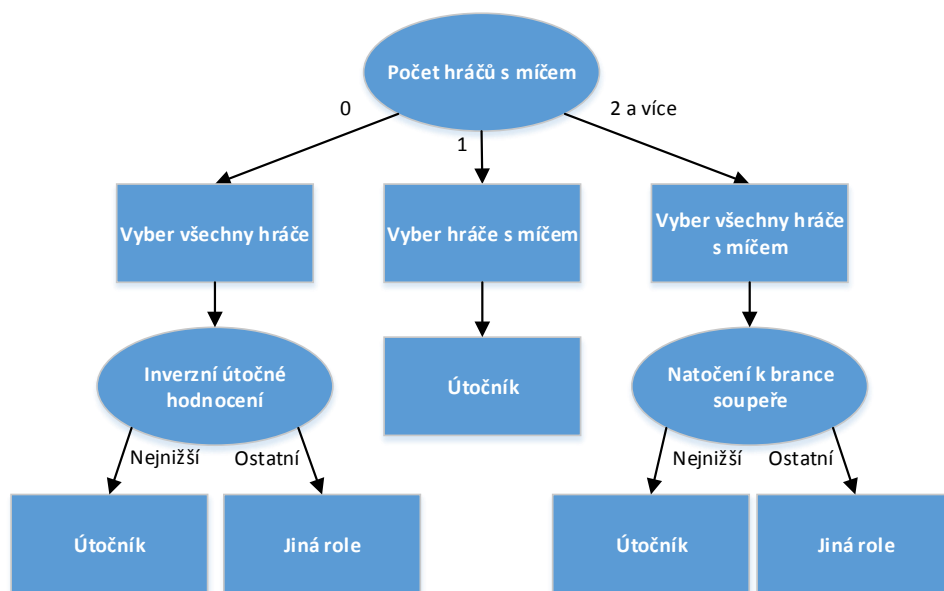 Počet hráčů s míčem
0
1
2 a více
Vyber všechny hráče
Vyber hráče s míčem
Vyber všechny hráče
s míčem
Inverzní útočné
hodnocení
Útočník
Natočení k brance
soupeře
Nejnižší
Ostatní
Nejnižší
Ostatní
Útočník
Jiná role
Útočník
Jiná role